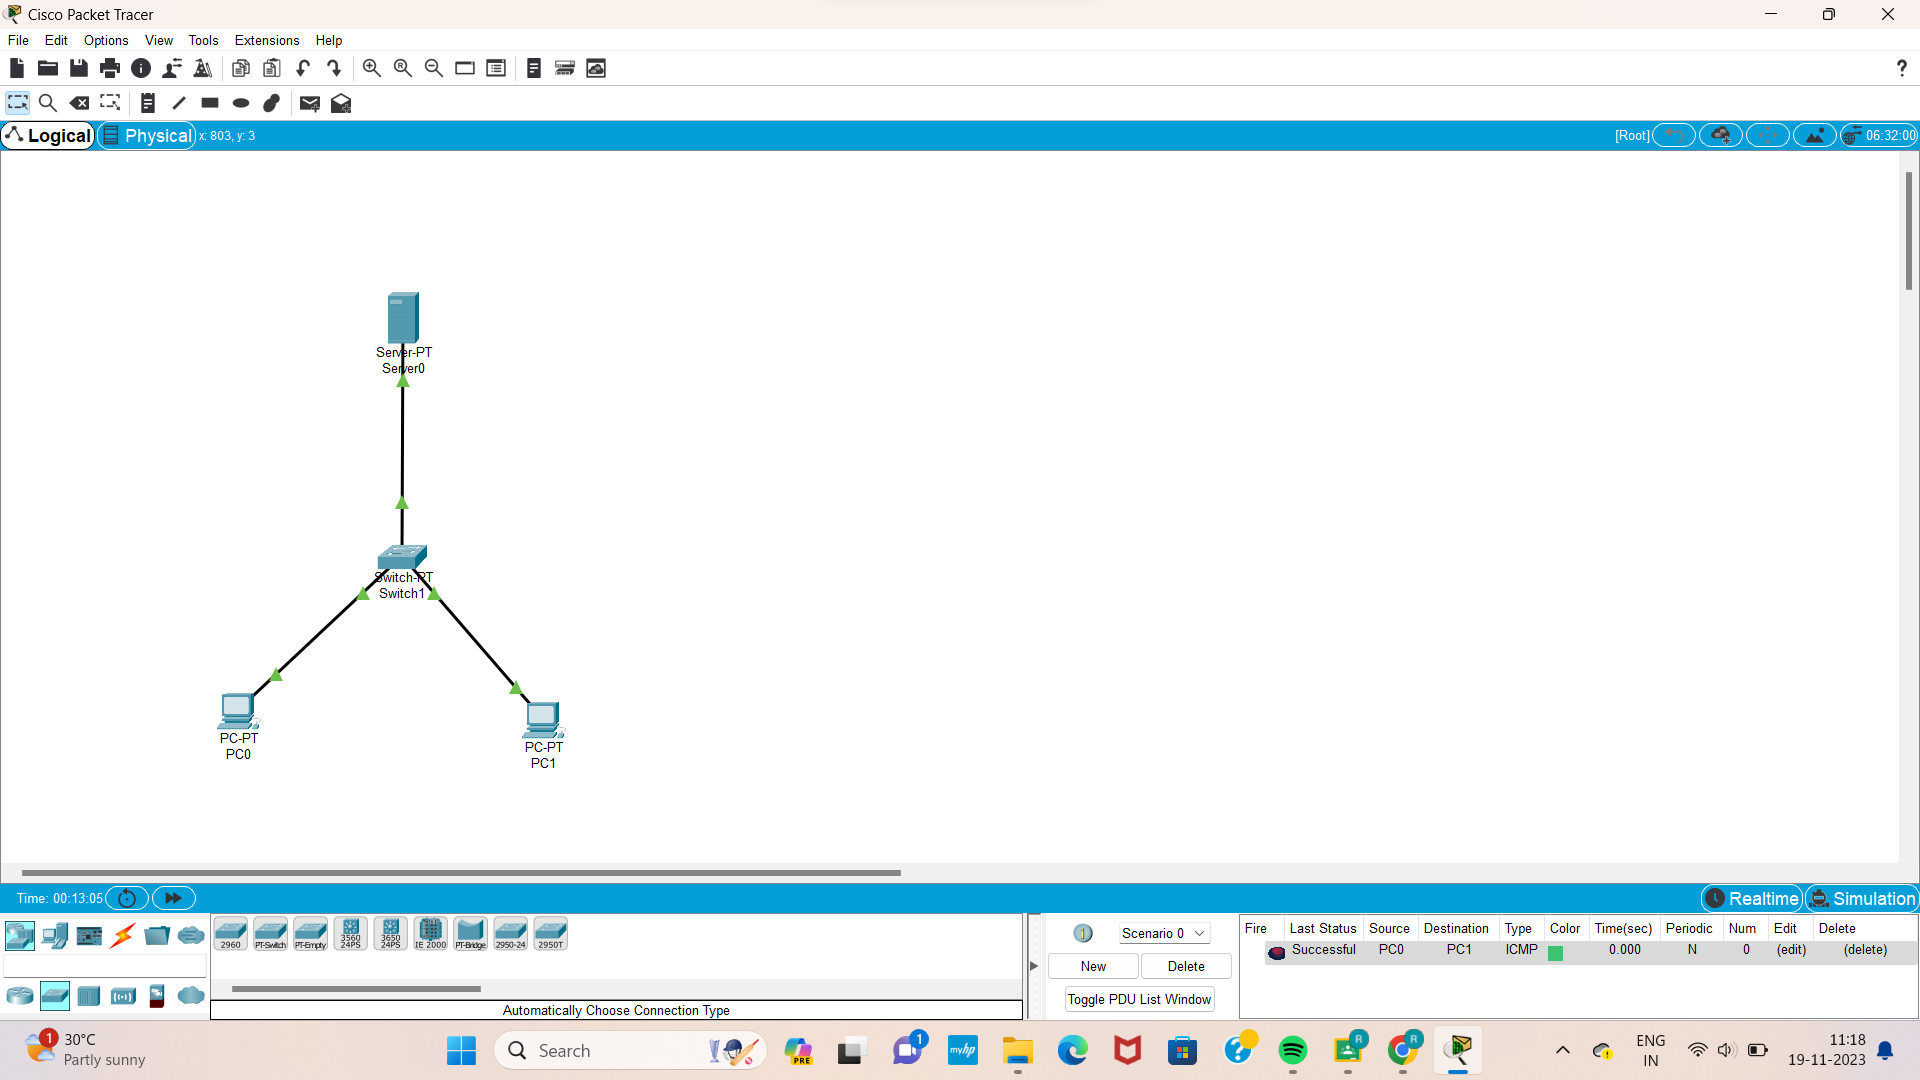 Cisco Packet Tracer
File Edit Options View Tools Extensions Help
?
Logical Physical x: 803, y: 3 [Root] 06:32:00
Server-PT
Server0
Switch-PT
Switch1
PC-PT
PC0
PC-PT
PC1
Time: 00:13:05 Realtime Simulation
2960 PT-Switch PT-Empty 3560 24PS 3650 24PS IE 2000 PT-Bridge 2950-24 2950T
Automatically Choose Connection Type
Scenario 0
New Delete
Toggle PDU List Window
Fire Last Status Source Destination Type Color Time(sec) Periodic Num Edit Delete
Successful PC0 PC1 ICMP 0.000 N 0 (edit) (delete)
1 30°C
Partly sunny
Search
PRE
1
myhp
R
R
ENG
IN
11:18
19-11-2023